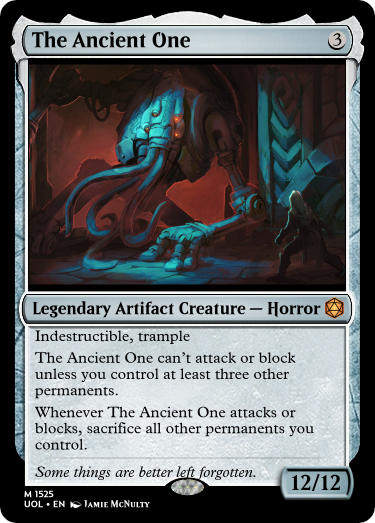 The Ancient One 3
Legendary Artifact Creature — Horror
Indestructible, trample
The Ancient One can't attack or block
unless you control at least three other
permanents.
Whenever The Ancient One attacks or
blocks, sacrifice all other permanents you
control.
Some things are better left forgotten.
12/12
M 1525
UOL • EN Jamie McNulty